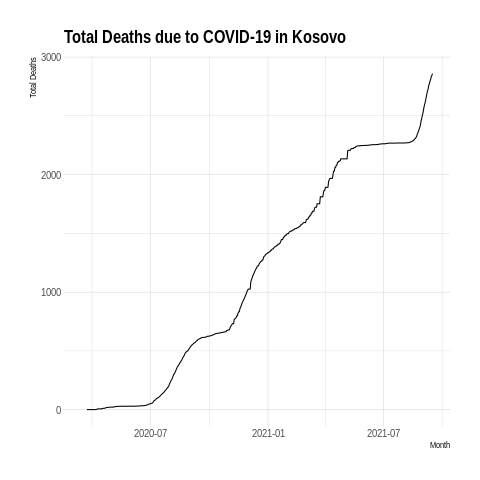 Total Deaths due to COVID-19 in Kosovo
Total Deaths
3000
2000
1000
0
2020-07
2021-01
2021-07
Month